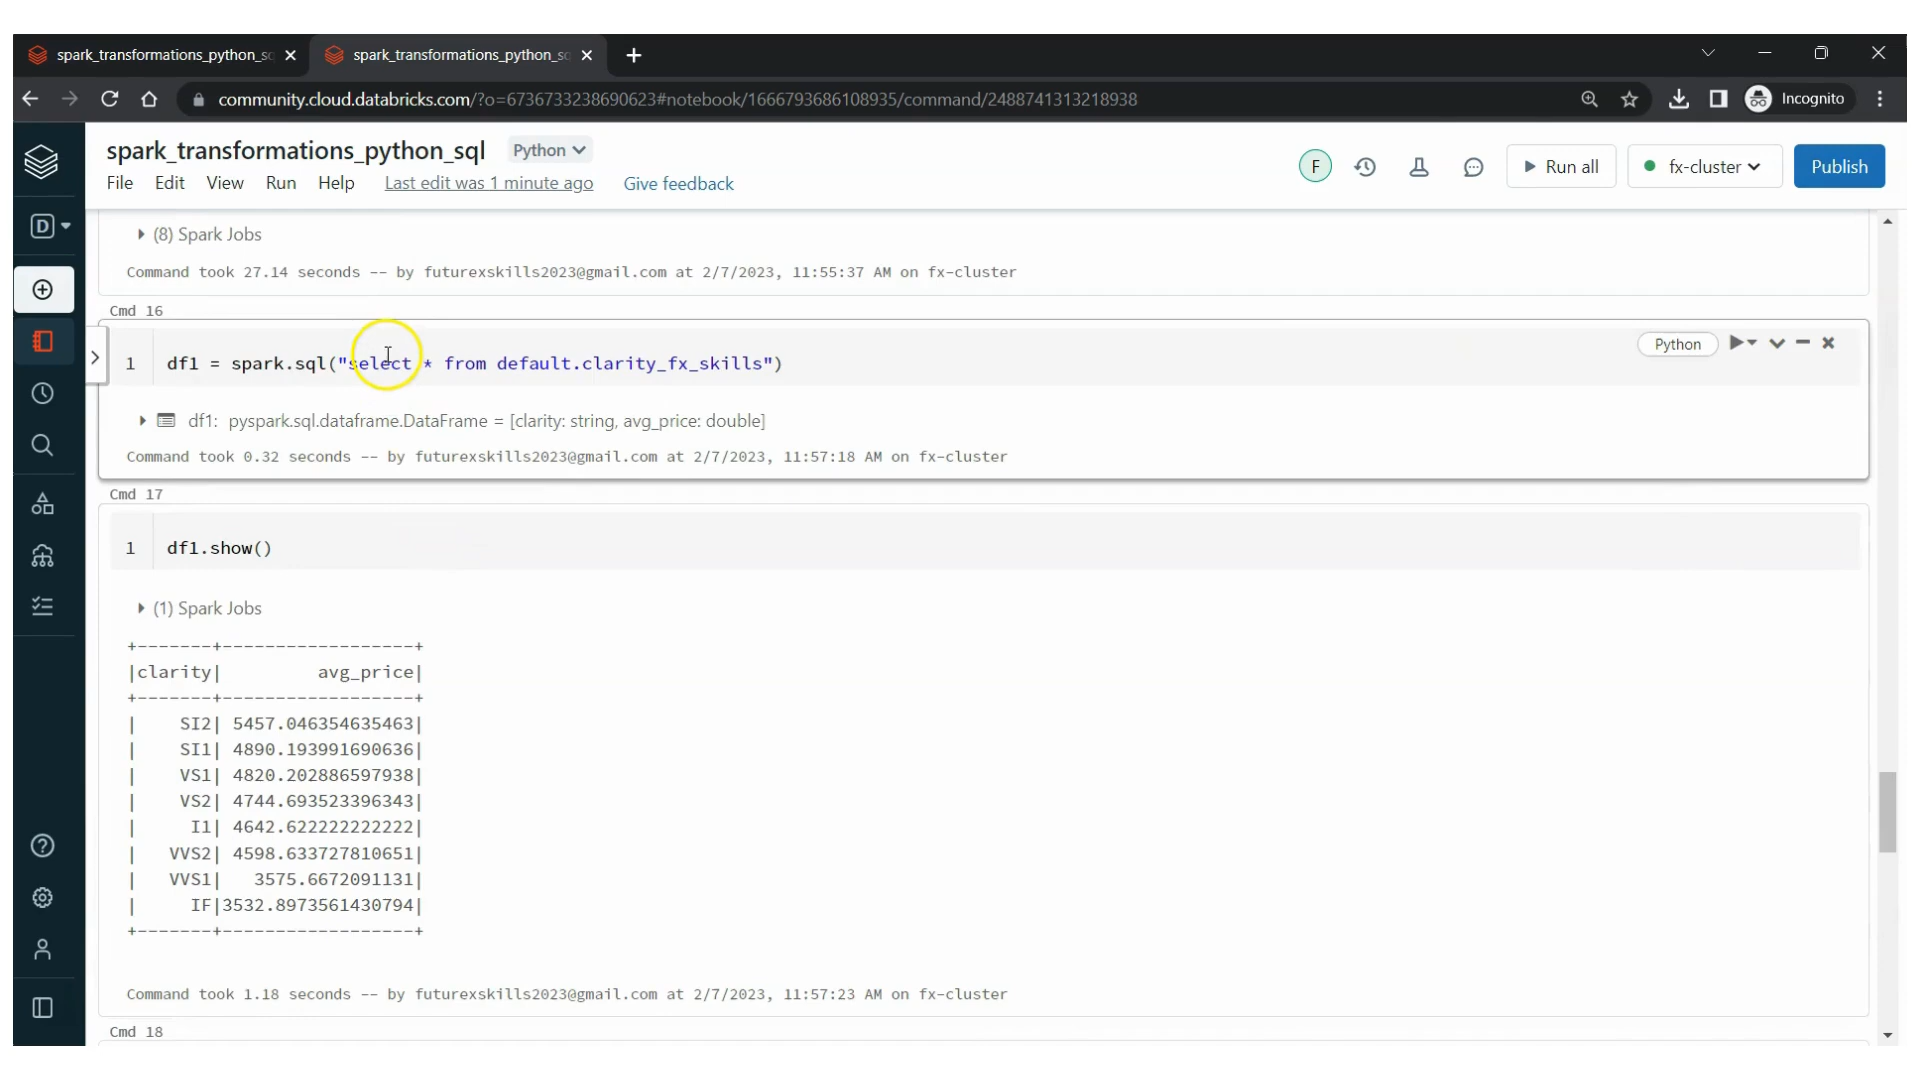 spark_transformations_python_sq
spark_transformations_python_sq
community.cloud.databricks.com/?o=6736733238690623#notebook/1666793686108935/command/2488741313218938
Incognito
spark_transformations_python_sql
Python
File Edit View Run Help Last edit was 1 minute ago Give feedback
F
Run all
fx-cluster
Publish
D
(8) Spark Jobs
Command took 27.14 seconds -- by futurexskills2023@gmail.com at 2/7/2023, 11:55:37 AM on fx-cluster
Cmd 16
Python
1 df1 = spark.sql("select * from default.clarity_fx_skills")
df1: pyspark.sql.dataframe.DataFrame = [clarity: string, avg_price: double]
Command took 0.32 seconds -- by futurexskills2023@gmail.com at 2/7/2023, 11:57:18 AM on fx-cluster
Cmd 17
1 df1.show()
(1) Spark Jobs
+-------+------------------+
|clarity|         avg_price|
+-------+------------------+
|    SI2| 5457.046354635463|
|    SI1| 4890.193991690636|
|    VS1| 4820.202886597938|
|    VS2| 4744.693523396343|
|     I1| 4642.622222222222|
|   VVS2| 4598.633727810651|
|   VVS1|   3575.6672091131|
|     IF|3532.8973561430794|
+-------+------------------+
Command took 1.18 seconds -- by futurexskills2023@gmail.com at 2/7/2023, 11:57:23 AM on fx-cluster
Cmd 18